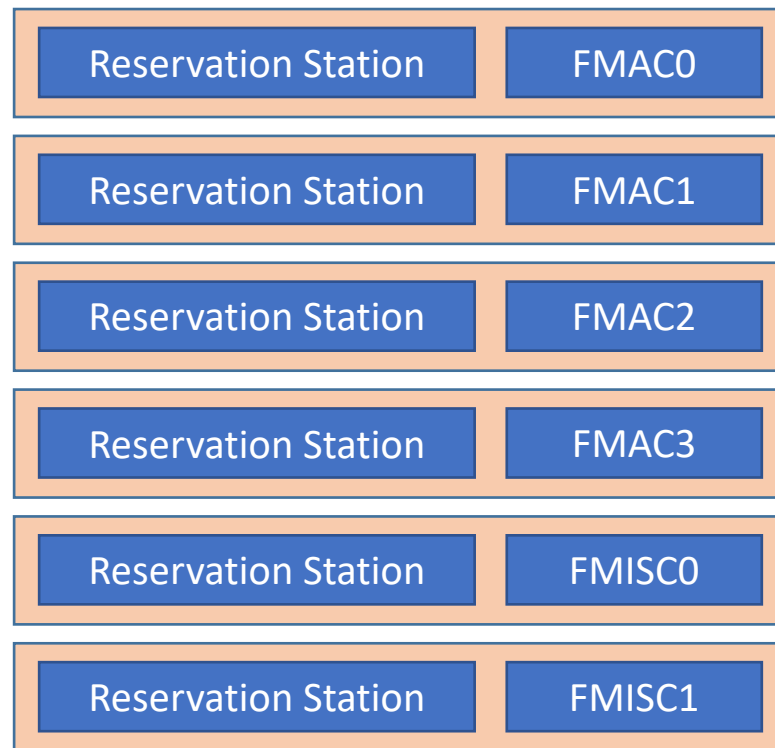 Reservation Station FMAC0
Reservation Station FMAC1
Reservation Station FMAC2
Reservation Station FMAC3
Reservation Station FMISC0
Reservation Station FMISC1